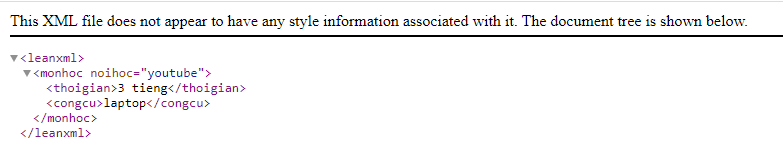 This XML file does not appear to have any style information associated with it. The document tree is shown below.
▼<leanxml>
▼<monhoc noihoc="youtube">
<thoigian>3 tieng</thoigian>
<congcu>laptop</congcu>
</monhoc>
</leanxml>